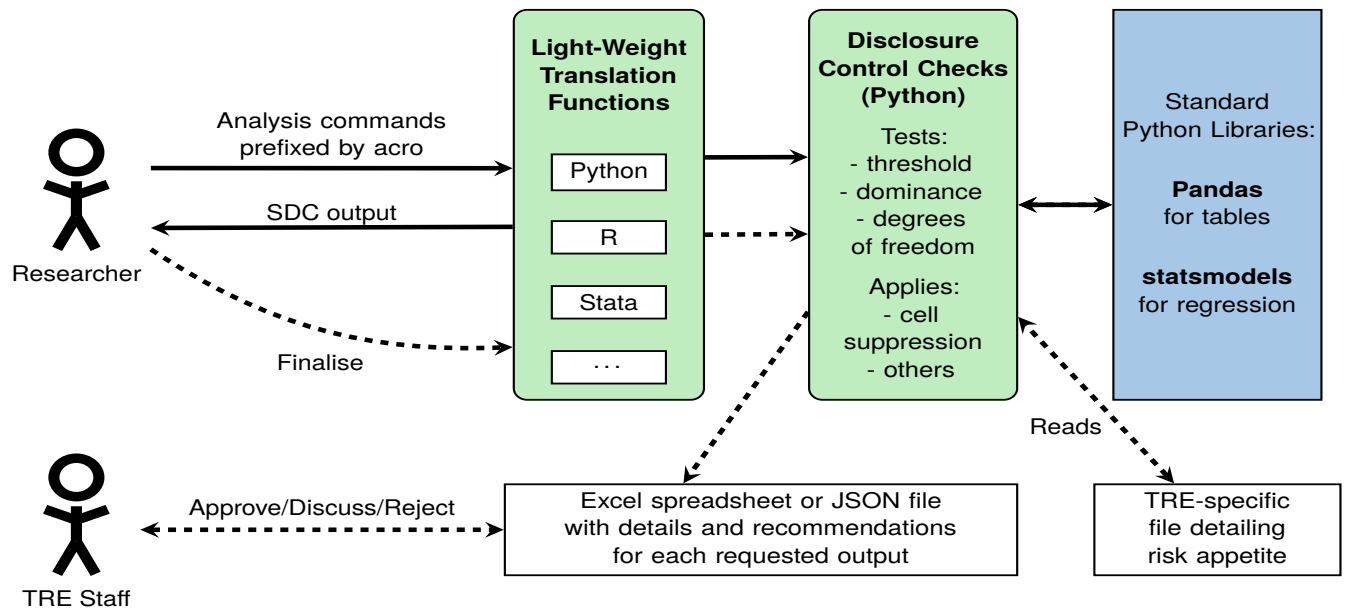 Analysis commands
prefixed by acro
SDC output
Researcher
Finalise
Light-Weight
Translation
Functions
Python
R
Stata
...
Disclosure
Control Checks
(Python)
Tests:
- threshold
- dominance
- degrees
of freedom
Applies:
- cell
suppression
- others
Standard
Python Libraries:
Pandas
for tables
statsmodels
for regression
Reads
TRE Staff
Approve/Discuss/Reject
Excel spreadsheet or JSON file
with details and recommendations
for each requested output
TRE-specific
file detailing
risk appetite